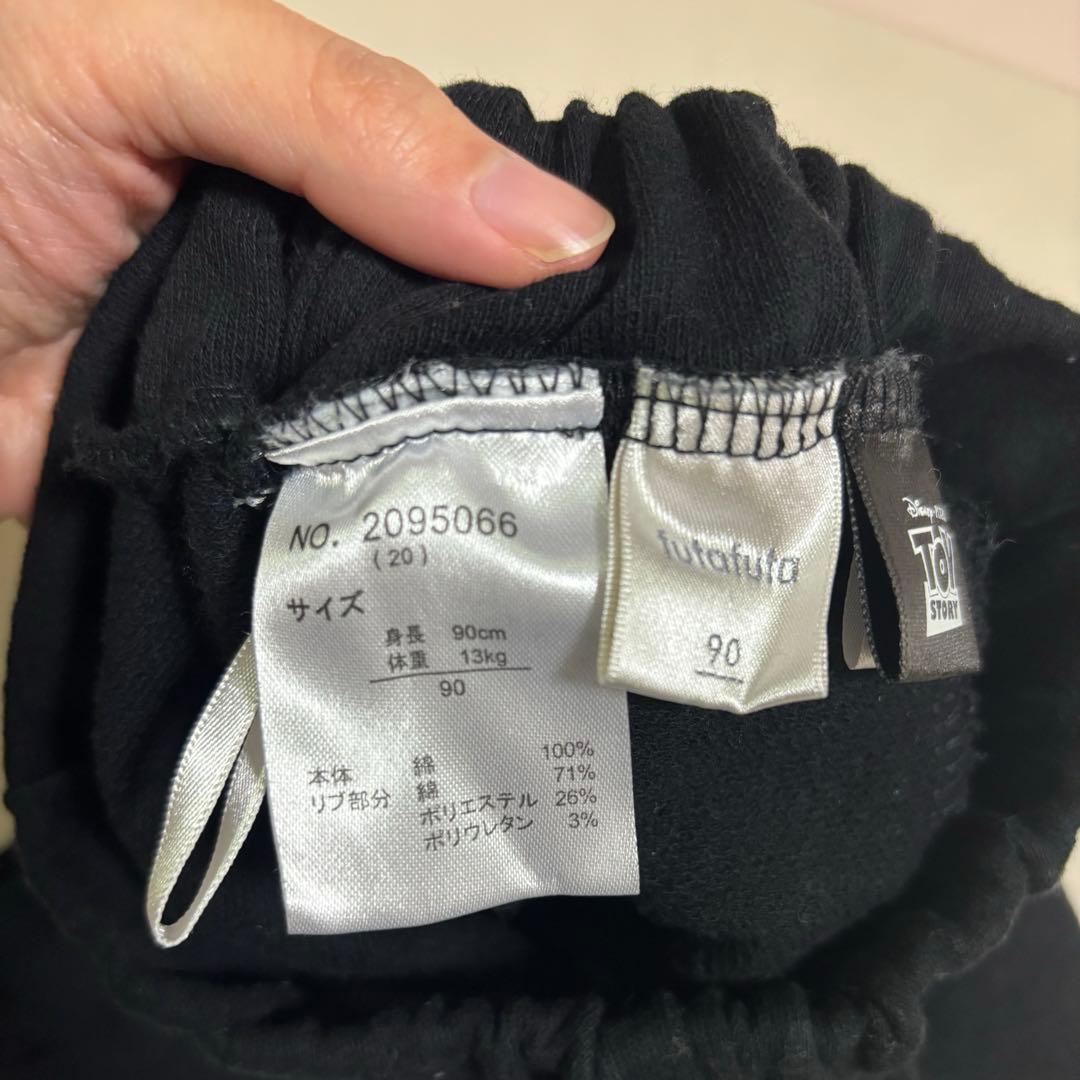 NO. 2095066
(20)
サイズ
身長 90cm
体重 13kg
90
本体 綿 100%
リブ部分 綿 71%
ポリエステル 26%
ポリウレタン 3%
futafuta
90
Disney
TOY
STORY